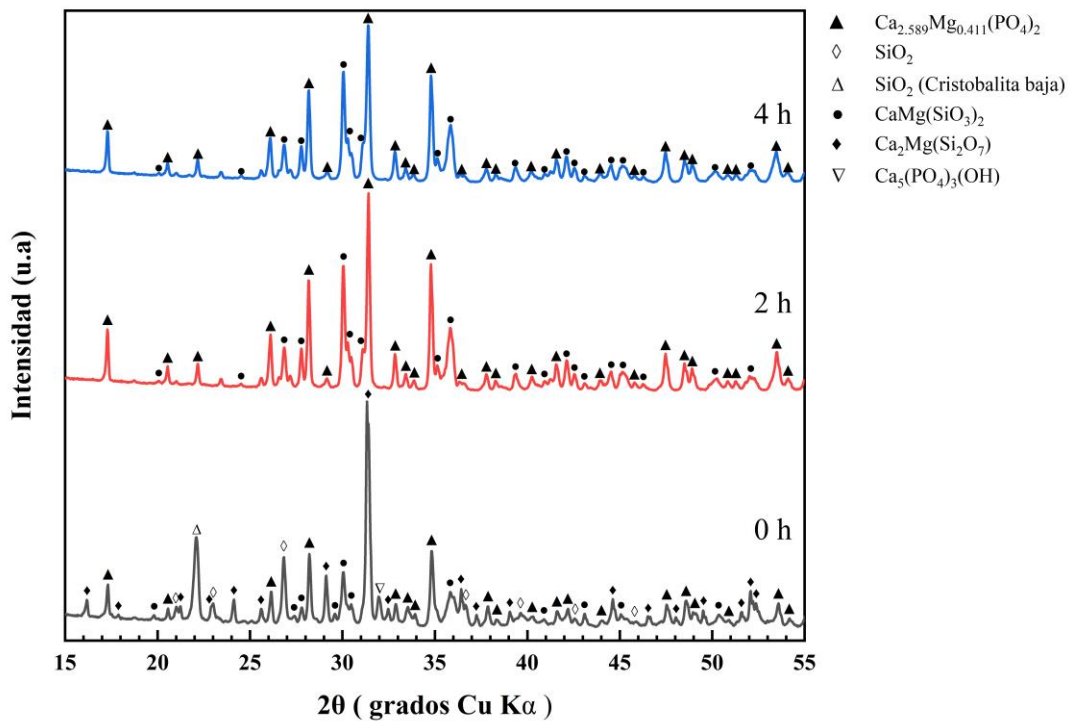 ▲ Ca₂.₅₈₉Mg₀.₄₁₁(PO₄)₂
◊ SiO₂
△ SiO₂ (Cristobalita baja)
● CaMg(SiO₃)₂
♦ Ca₂Mg(Si₂O₇)
▽ Ca₅(PO₄)₃(OH)
4 h
2 h
0 h
Intensidad (u.a)
15 20 25 30 35 40 45 50 55
2θ ( grados Cu Kα )